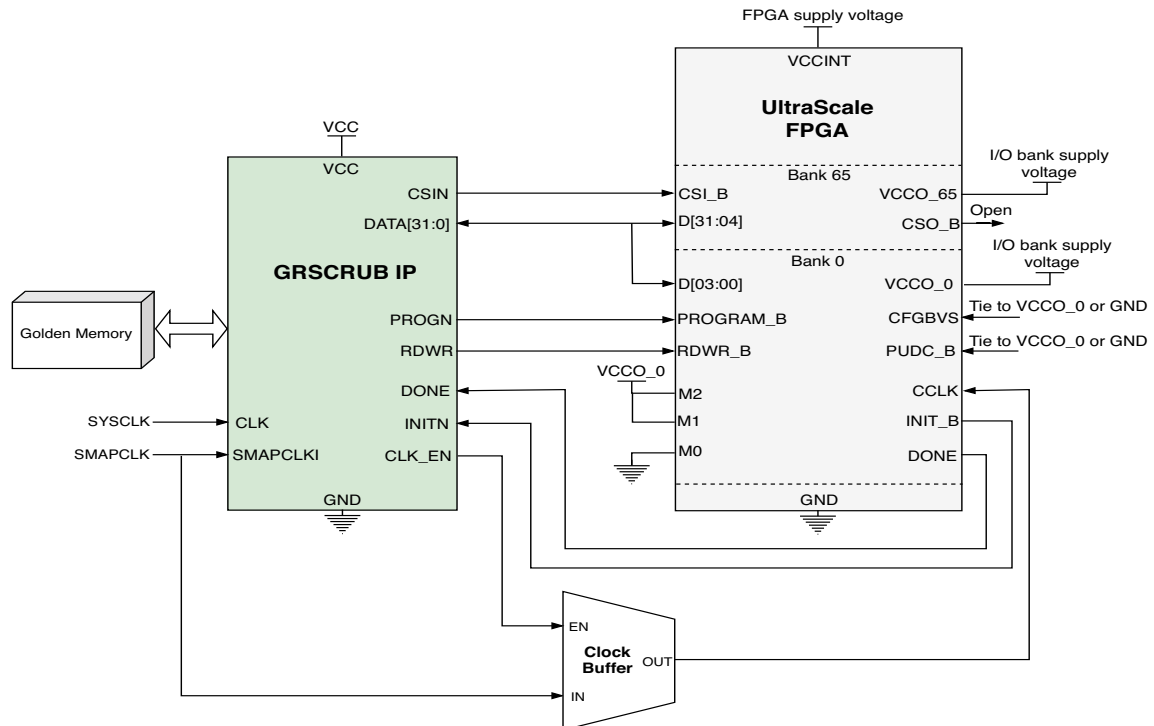 FPGA supply voltage
VCCINT
UltraScale
FPGA
VCC
VCC
I/O bank supply
voltage
Bank 65
CSIN
CSI_B
VCCO_65
DATA[31:0]
D[31:04]
CSO_B
Open
I/O bank supply
voltage
Bank 0
GRSCRUB IP
D[03:00]
VCCO_0
Golden Memory
PROGN
PROGRAM_B
CFGBVS
Tie to VCCO_0 or GND
RDWR
RDWR_B
PUDC_B
Tie to VCCO_0 or GND
VCCO_0
DONE
M2
CCLK
SYSCLK
CLK
INITN
M1
INIT_B
SMAPCLK
SMAPCLKI
CLK_EN
M0
DONE
GND
GND
EN
Clock
Buffer
OUT
IN